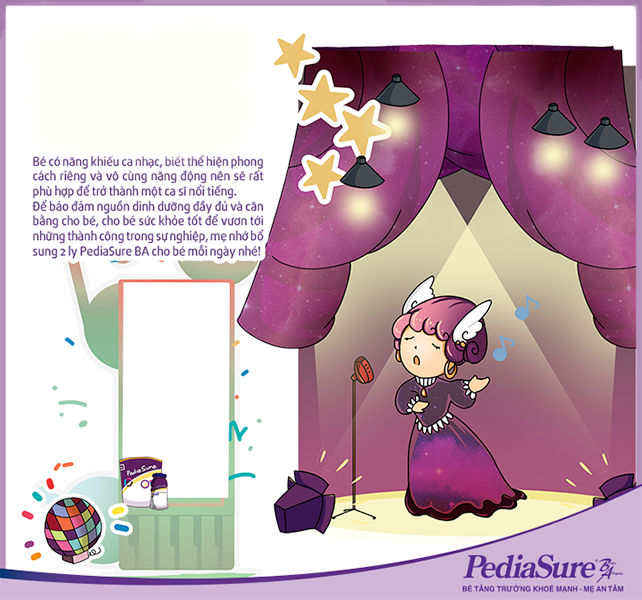 Bé có năng khiếu ca nhạc, biết thể hiện phong
cách riêng và vô cùng năng động nên sẽ rất
phù hợp để trở thành một ca sĩ nổi tiếng.
Để bảo đảm nguồn dinh dưỡng đầy đủ và cân
bằng cho bé, cho bé sức khỏe tốt để vươn tới
những thành công trong sự nghiệp, mẹ nhớ bổ
sung 2 ly PediaSure BA cho bé mỗi ngày nhé!
PediaSure
PediaSure® BA
BÉ TĂNG TRƯỞNG KHOẺ MẠNH - MẸ AN TÂM